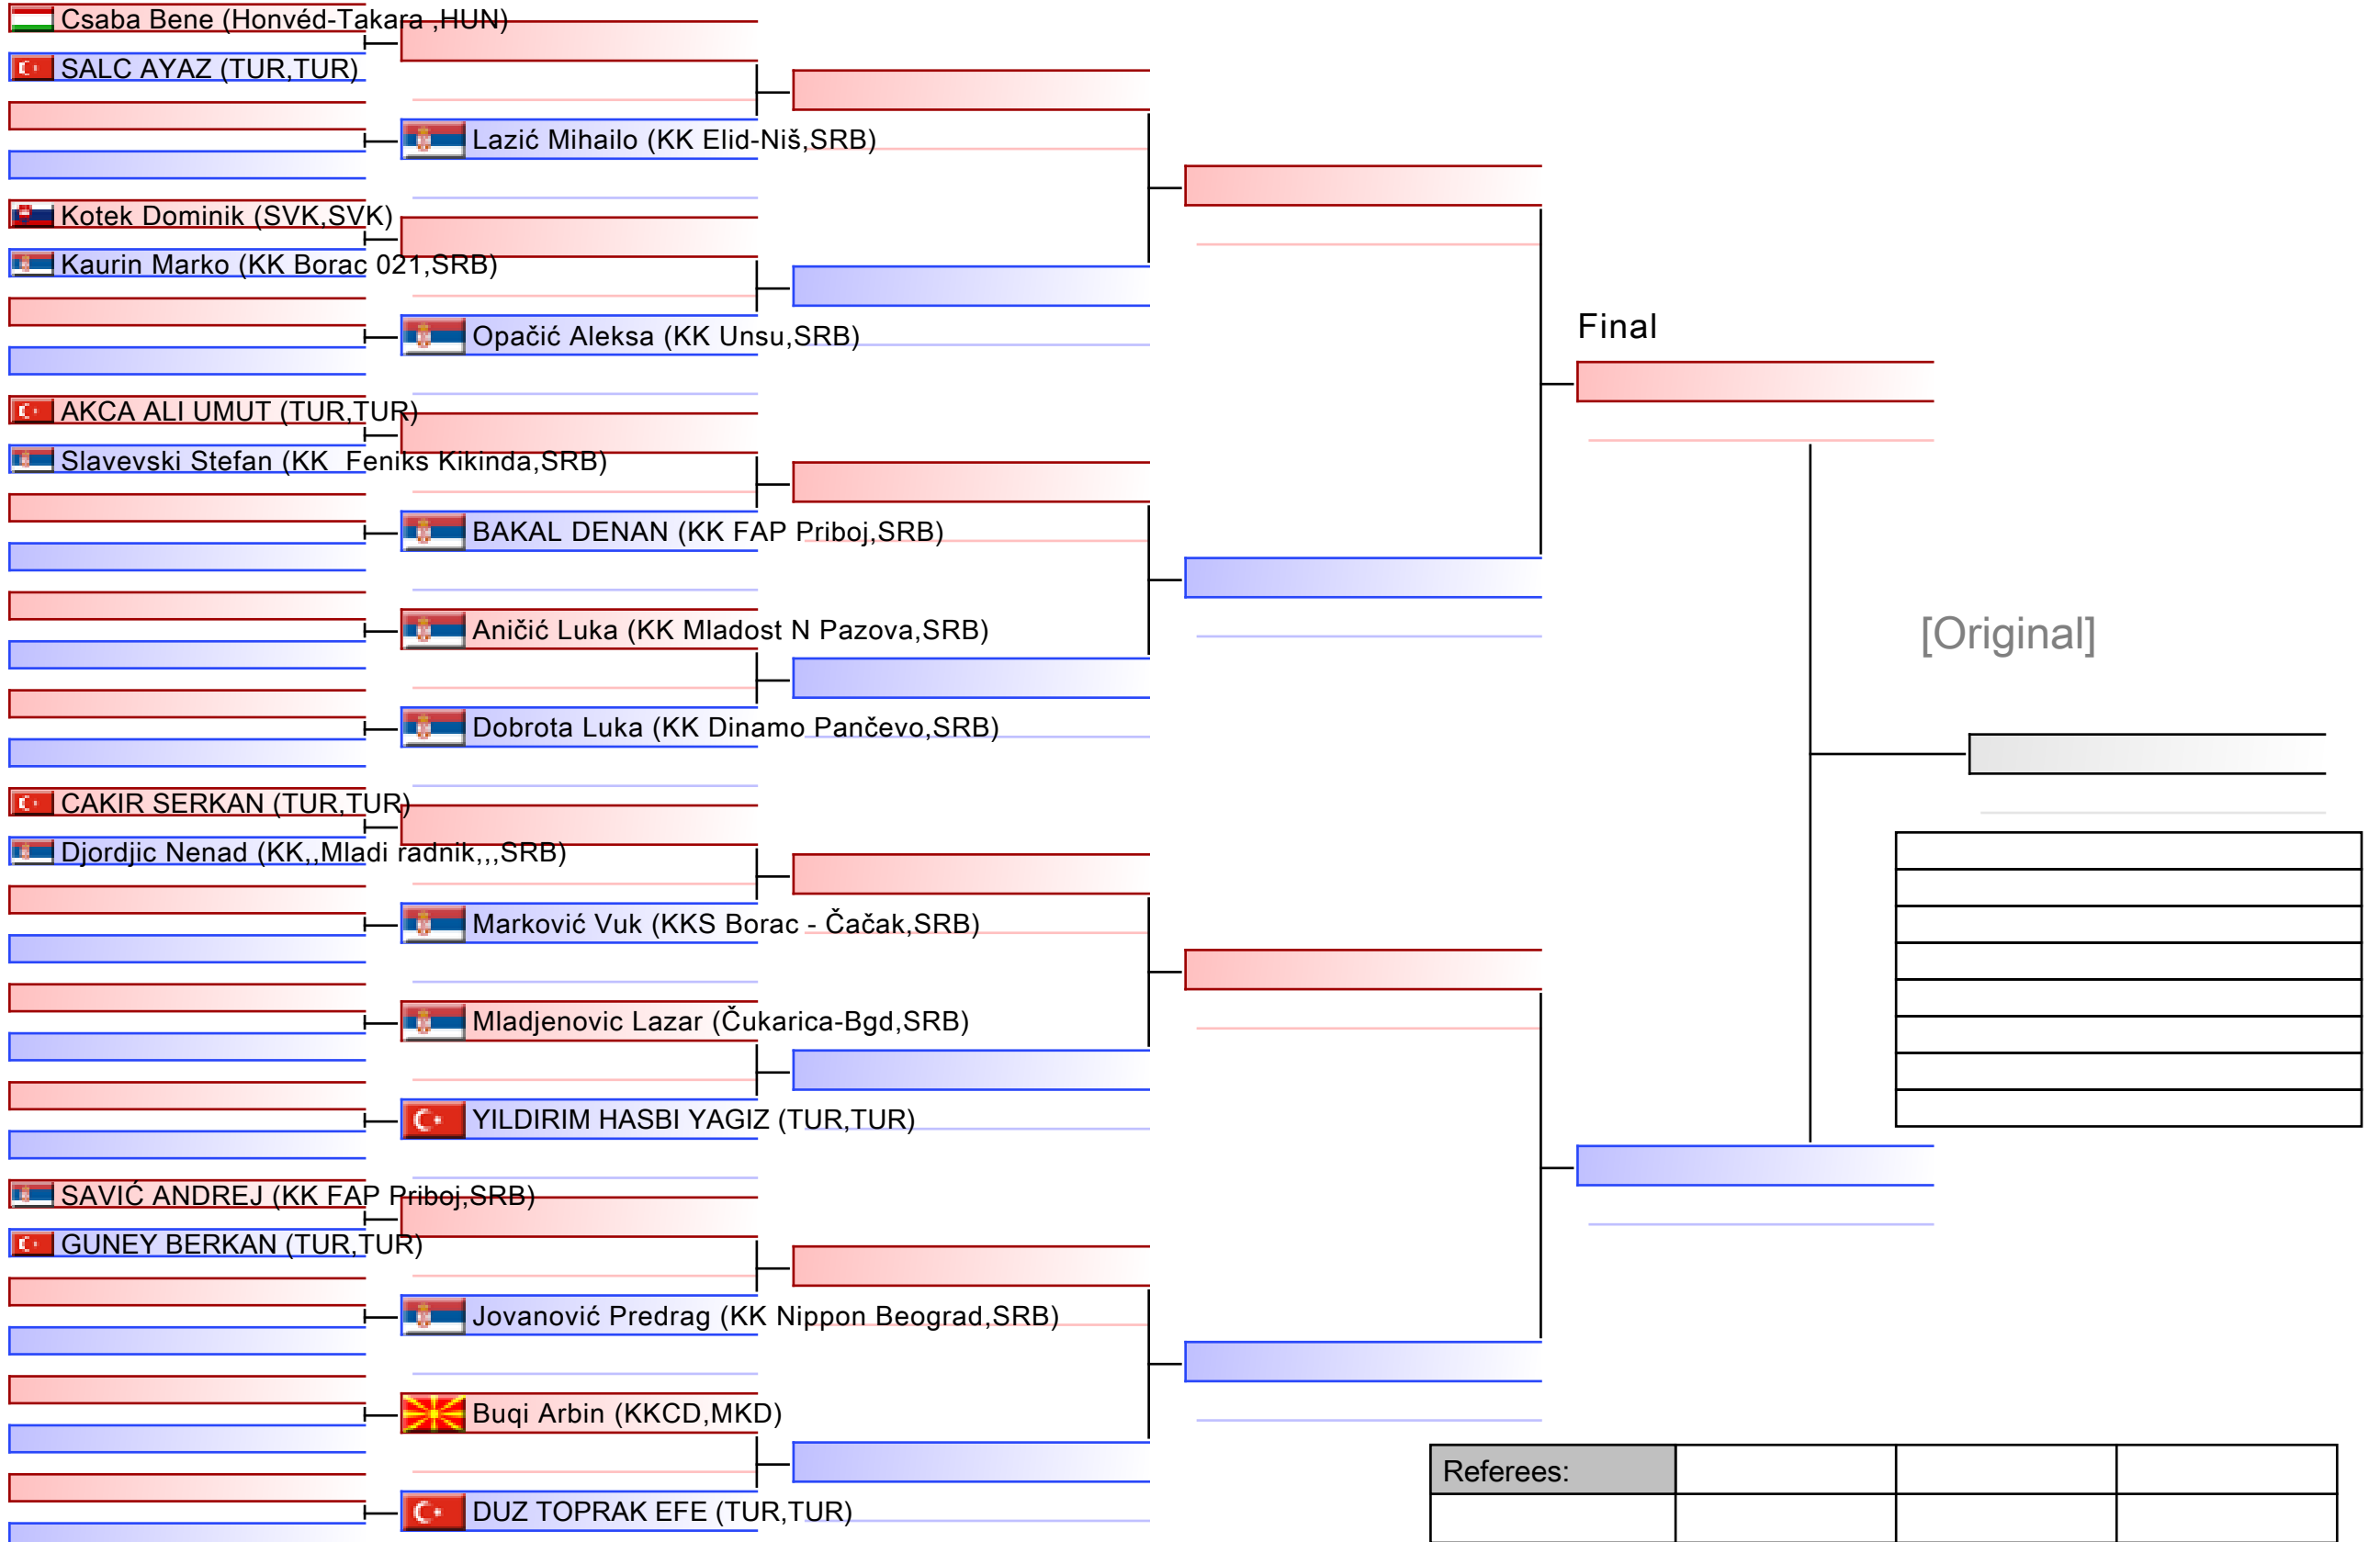 Csaba Bene (Honvéd-Takara ,HUN)
SALC AYAZ (TUR,TUR)
Lazić Mihailo (KK Elid-Niš,SRB)
Kotek Dominik (SVK,SVK)
Kaurin Marko (KK Borac 021,SRB)
Opačić Aleksa (KK Unsu,SRB)
Final
AKCA ALI UMUT (TUR,TUR)
Slavevski Stefan (KK  Feniks Kikinda,SRB)
BAKAL DENAN (KK FAP Priboj,SRB)
Aničić Luka (KK Mladost N Pazova,SRB)
[Original]
Dobrota Luka (KK Dinamo Pančevo,SRB)
CAKIR SERKAN (TUR,TUR)
Djordjic Nenad (KK,,Mladi radnik,,,SRB)
Marković Vuk (KKS Borac - Čačak,SRB)
Mladjenovic Lazar (Čukarica-Bgd,SRB)
YILDIRIM HASBI YAGIZ (TUR,TUR)
SAVIĆ ANDREJ (KK FAP Priboj,SRB)
GUNEY BERKAN (TUR,TUR)
Jovanović Predrag (KK Nippon Beograd,SRB)
Buqi Arbin (KKCD,MKD)
Referees:
DUZ TOPRAK EFE (TUR,TUR)